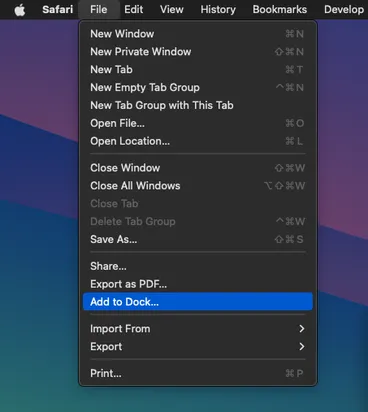 Safari File Edit View History Bookmarks Develop
New Window ⌘N
New Private Window ⇧⌘N
New Tab ⌘T
New Empty Tab Group ^⌘N
New Tab Group with This Tab
Open File... ⌘O
Open Location... ⌘L
Close Window ⇧⌘W
Close All Windows ⌥⇧⌘W
Close Tab
Delete Tab Group ^⌘W
Save As... ⇧⌘S
Share...
Export as PDF...
Add to Dock...
Import From
Export
Print... ⌘P